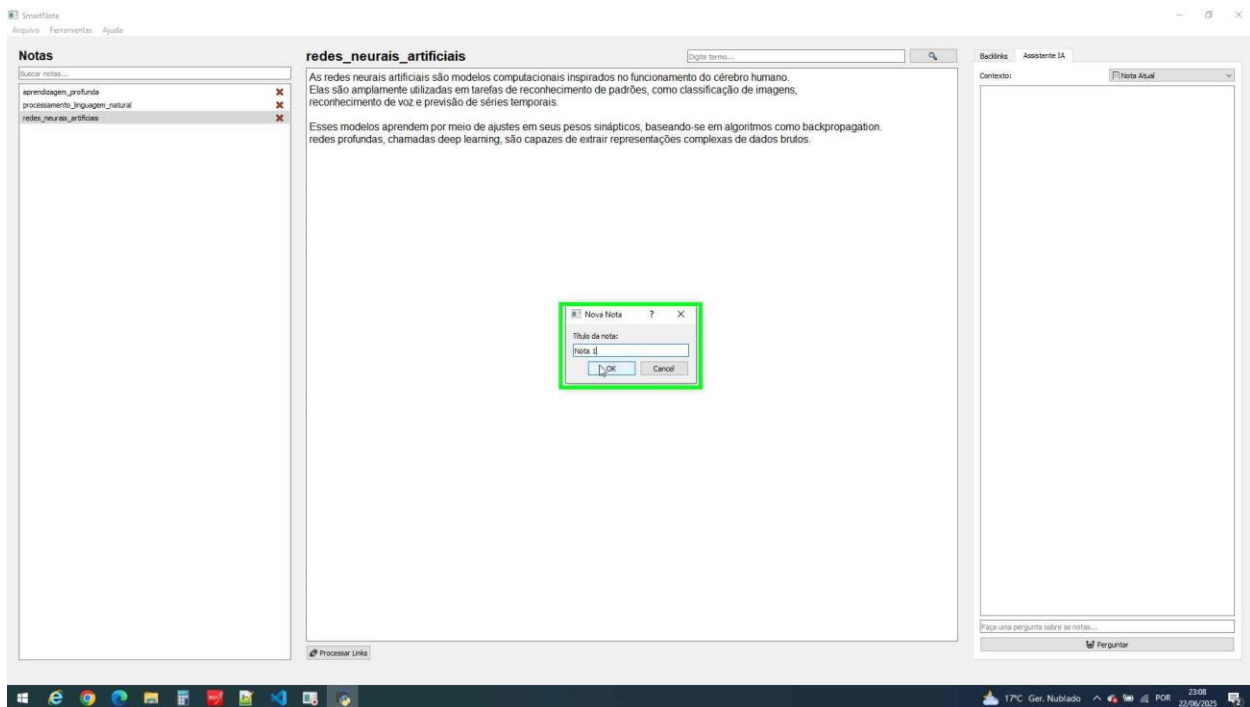 SmartNote
Arquivo Ferramentas Ajuda
Notas
Buscar notas...
aprendizagem_profunda
processamento_linguagem_natural
redes_neurais_artificiais
redes_neurais_artificiais
Digite termo...
As redes neurais artificiais são modelos computacionais inspirados no funcionamento do cérebro humano.
Elas são amplamente utilizadas em tarefas de reconhecimento de padrões, como classificação de imagens,
reconhecimento de voz e previsão de séries temporais.
Esses modelos aprendem por meio de ajustes em seus pesos sinápticos, baseando-se em algoritmos como backpropagation.
redes profundas, chamadas deep learning, são capazes de extrair representações complexas de dados brutos.
Nova Nota ?
Título da nota:
Nota 1
OK Cancel
Processar Links
Backlinks Assistente IA
Contexto: Nota Atual
Faça uma pergunta sobre as notas...
Perguntar
17°C Ger. Nublado POR 23:08
22/06/2025